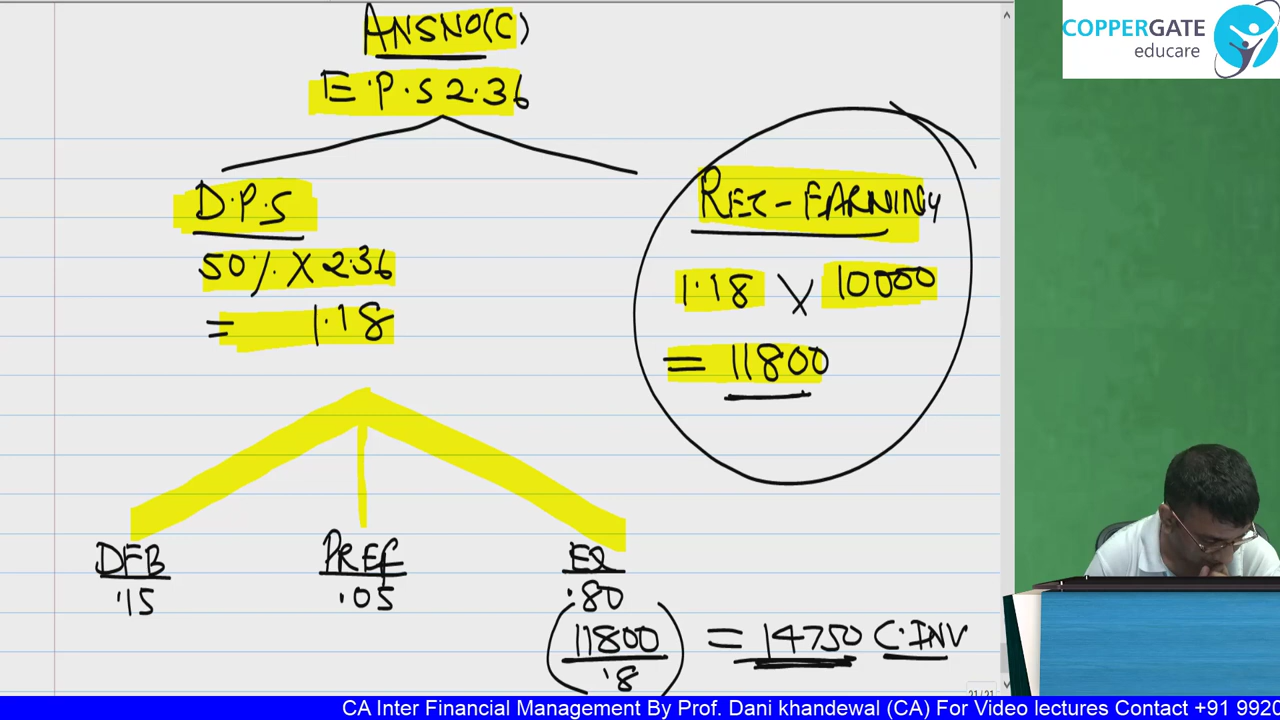 COPPERGATE
educare
ANS NO(C)
E.P.S 2.36
D.P.S
50% X 2.36
= 1.18
RET-EARNING
1.18 X 10000
= 11800
DEB
.15
PREF
.05
EQ
.80
(11800/.8) = 14750 C.INV
21/21
CA Inter Financial Management By Prof. Dani khandewal (CA) For Video lectures Contact +91 9920